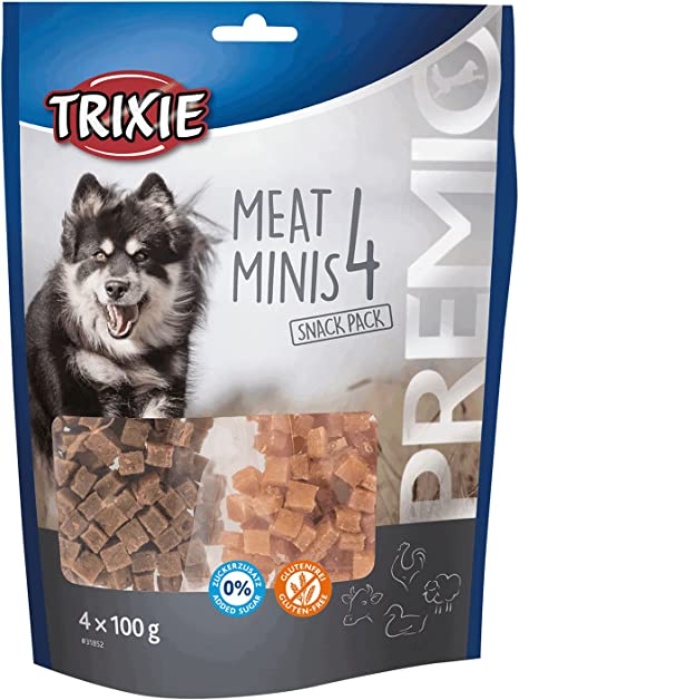 TRIXIE
MEAT
MINIS 4
SNACK PACK
PREMIO
0%
ZUCKERZUSATZ
ADDED SUGAR
GLUTENFREI
GLUTEN-FREE
4 x 100 g
#31852